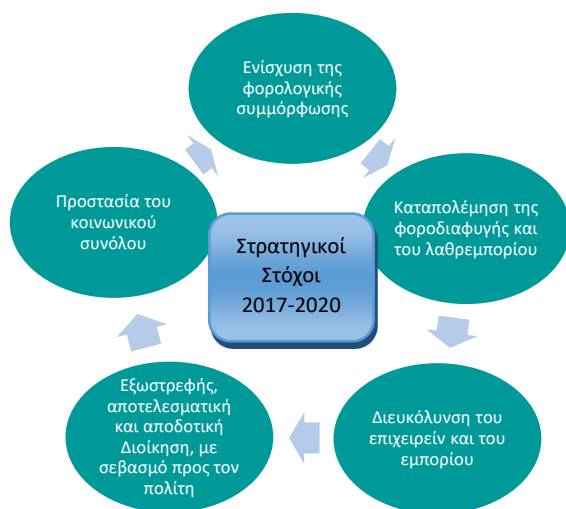 Ενίσχυση της
φορολογικής
συμμόρφωσης
Καταπολέμηση της
φοροδιαφυγής και
του λαθρεμπορίου
Διευκόλυνση του
επιχειρείν και του
εμπορίου
Εξωστρεφής,
αποτελεσματική
και αποδοτική
Διοίκηση, με
σεβασμό προς τον
πολίτη
Προστασία του
κοινωνικού
συνόλου
Στρατηγικοί
Στόχοι
2017-2020